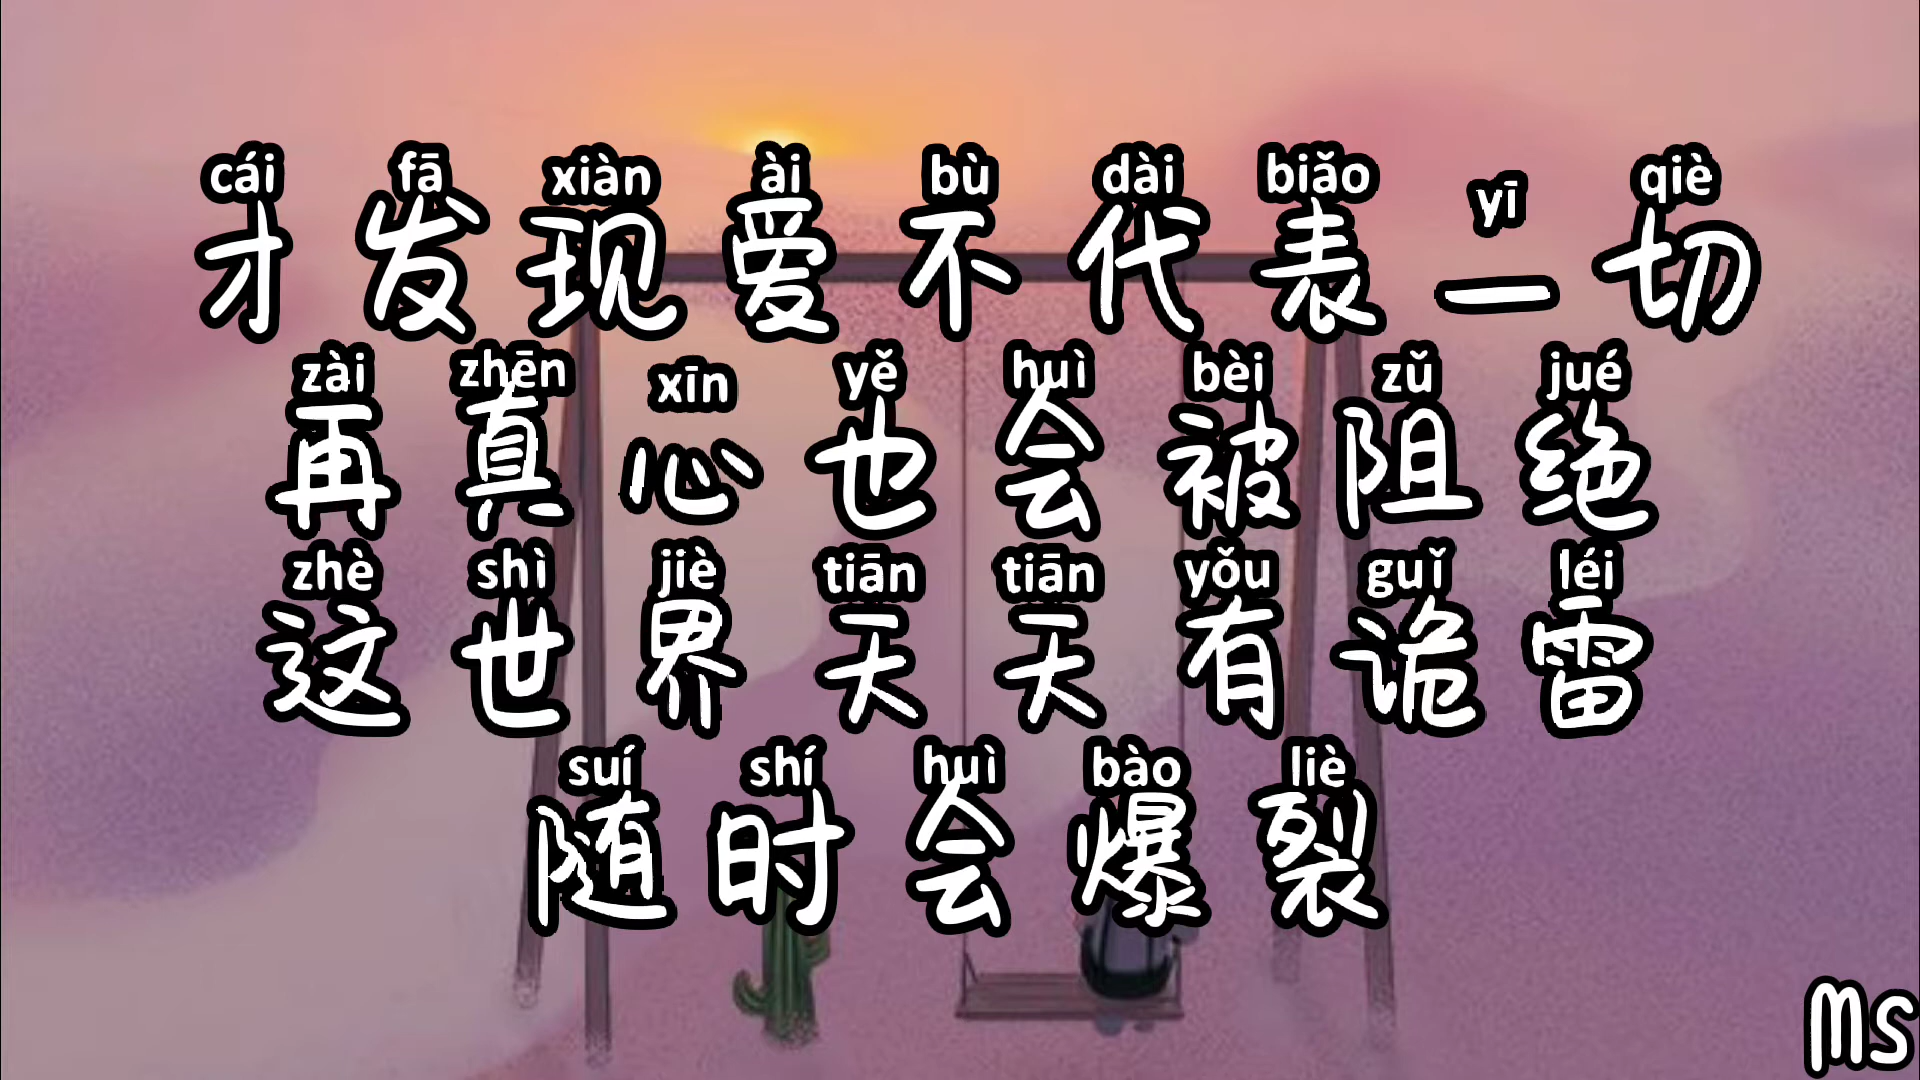 cái fā xiàn ài bù dài biǎo yī qiè
才发现爱不代表一切
zài zhēn xīn yě huì bèi zǔ jué
再真心也会被阻绝
zhè shì jiè tiān tiān yǒu guǐ léi
这世界天天有诡雷
suí shí huì bào liè
随时会爆裂
Ms